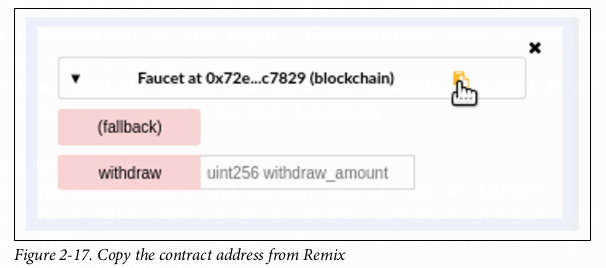 Faucet at 0x72e...c7829 (blockchain)
(fallback)
withdraw uint256 withdraw_amount
Figure 2-17. Copy the contract address from Remix